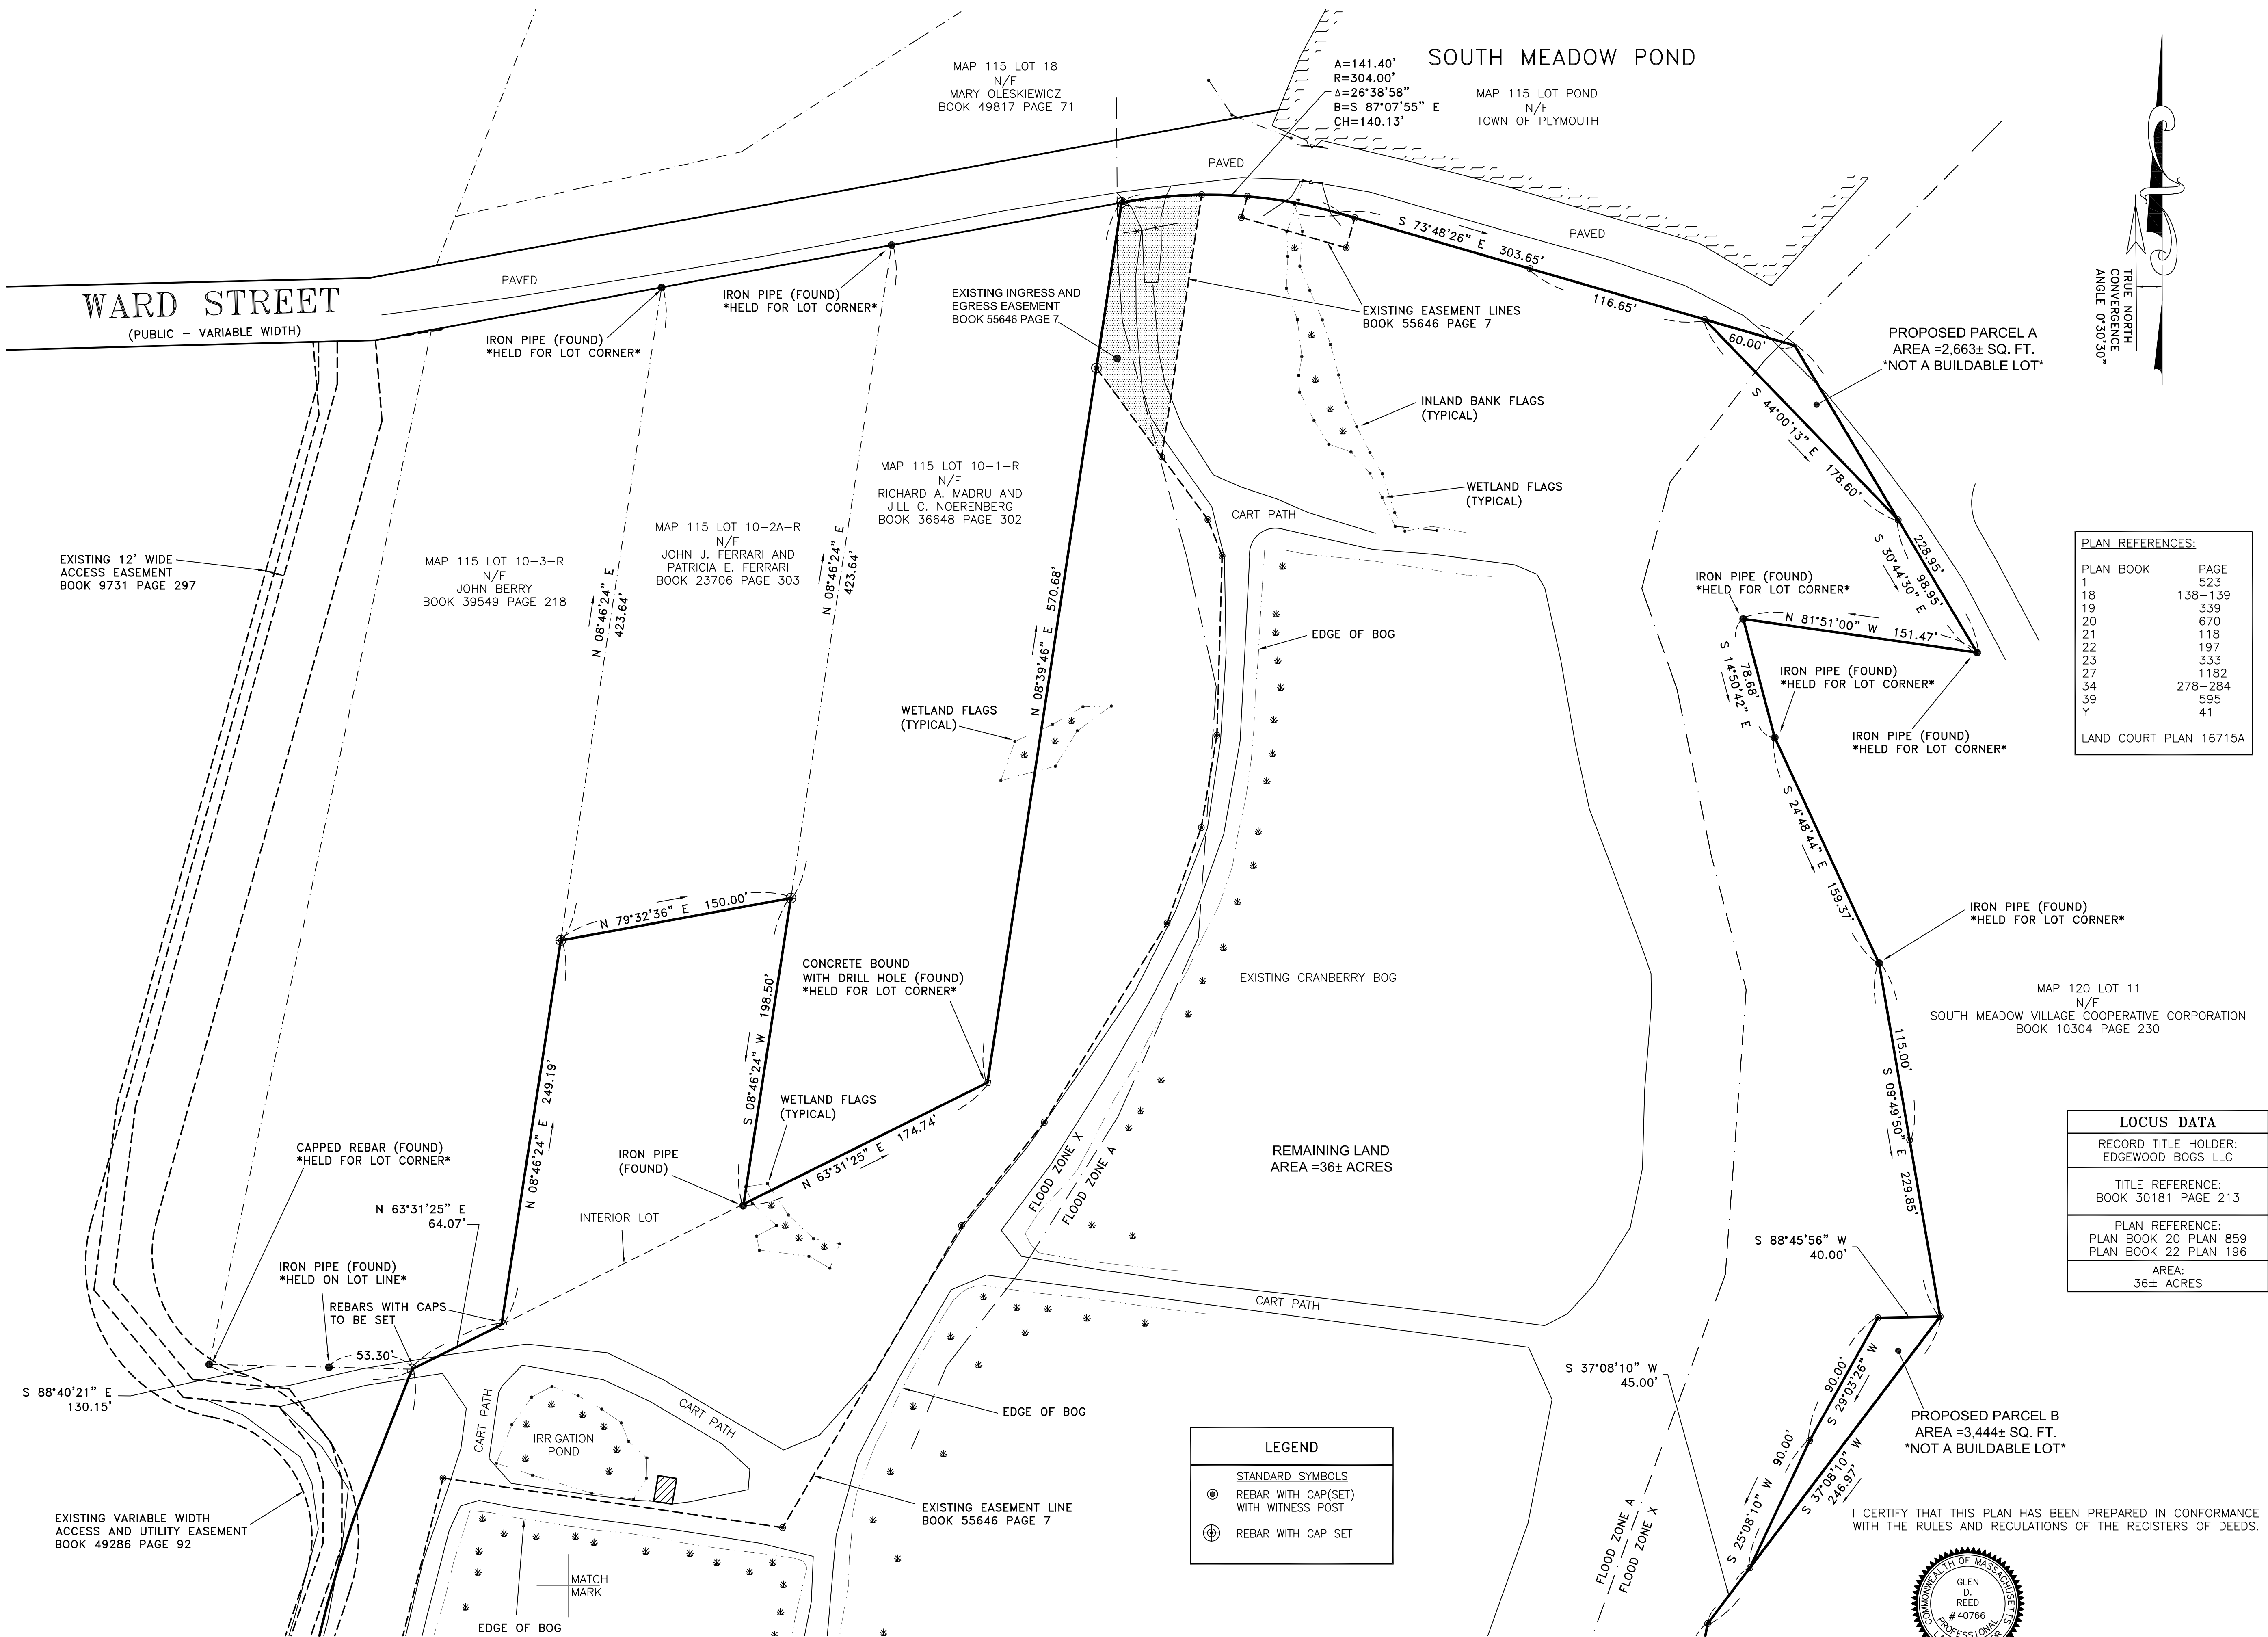 SOUTH MEADOW POND
MAP 115 LOT POND
N/F
TOWN OF PLYMOUTH
A=141.40'
R=304.00'
Δ=26°38'58"
B=S 87°07'55" E
CH=140.13'
MAP 115 LOT 18
N/F
MARY OLESKIEWICZ
BOOK 49817 PAGE 71
PAVED
PAVED
PAVED
WARD STREET
(PUBLIC - VARIABLE WIDTH)
IRON PIPE (FOUND)
*HELD FOR LOT CORNER*
IRON PIPE (FOUND)
*HELD FOR LOT CORNER*
EXISTING INGRESS AND
EGRESS EASEMENT
BOOK 55646 PAGE 7
EXISTING EASEMENT LINES
BOOK 55646 PAGE 7
S 73°48'26" E 303.65'
116.65'
60.00'
PROPOSED PARCEL A
AREA =2,663± SQ. FT.
*NOT A BUILDABLE LOT*
TRUE NORTH
CONVERGENCE
ANGLE 0°30'30"
S 44°00'13" E 178.60'
228.95'
98.95'
S 30°44'30" E
INLAND BANK FLAGS
(TYPICAL)
WETLAND FLAGS
(TYPICAL)
CART PATH
MAP 115 LOT 10-1-R
N/F
RICHARD A. MADRU AND
JILL C. NOERENBERG
BOOK 36648 PAGE 302
MAP 115 LOT 10-2A-R
N/F
JOHN J. FERRARI AND
PATRICIA E. FERRARI
BOOK 23706 PAGE 303
MAP 115 LOT 10-3-R
N/F
JOHN BERRY
BOOK 39549 PAGE 218
EXISTING 12' WIDE
ACCESS EASEMENT
BOOK 9731 PAGE 297
N 08°46'24" E
423.64'
N 08°46'24" E
423.64'
N 08°39'46" E 570.68'
EDGE OF BOG
IRON PIPE (FOUND)
*HELD FOR LOT CORNER*
N 81°51'00" W 151.47'
78.68'
S 14°50'42" E
IRON PIPE (FOUND)
*HELD FOR LOT CORNER*
IRON PIPE (FOUND)
*HELD FOR LOT CORNER*
PLAN REFERENCES:
PLAN BOOK PAGE
1 523
18 138-139
19 339
20 670
21 118
22 197
23 333
27 1182
34 278-284
39 595
Y 41
LAND COURT PLAN 16715A
WETLAND FLAGS
(TYPICAL)
S 24°48'44" E 159.37'
IRON PIPE (FOUND)
*HELD FOR LOT CORNER*
N 79°32'36" E 150.00'
CONCRETE BOUND
WITH DRILL HOLE (FOUND)
*HELD FOR LOT CORNER*
EXISTING CRANBERRY BOG
MAP 120 LOT 11
N/F
SOUTH MEADOW VILLAGE COOPERATIVE CORPORATION
BOOK 10304 PAGE 230
S 08°46'24" W 198.50'
N 08°46'24" E 249.19'
115.00'
S 09°49'50" E 229.85'
WETLAND FLAGS
(TYPICAL)
N 63°31'25" E 174.74'
CAPPED REBAR (FOUND)
*HELD FOR LOT CORNER*
IRON PIPE
(FOUND)
FLOOD ZONE X
FLOOD ZONE A
REMAINING LAND
AREA =36± ACRES
LOCUS DATA
RECORD TITLE HOLDER:
EDGEWOOD BOGS LLC
TITLE REFERENCE:
BOOK 30181 PAGE 213
PLAN REFERENCE:
PLAN BOOK 20 PLAN 859
PLAN BOOK 22 PLAN 196
AREA:
36± ACRES
N 63°31'25" E
64.07'
INTERIOR LOT
S 88°45'56" W
40.00'
IRON PIPE (FOUND)
*HELD ON LOT LINE*
REBARS WITH CAPS
TO BE SET
53.30'
CART PATH
S 88°40'21" E
130.15'
S 37°08'10" W
45.00'
90.00'
S 29°03'26" W
CART PATH
CART PATH
IRRIGATION
POND
EDGE OF BOG
PROPOSED PARCEL B
AREA =3,444± SQ. FT.
*NOT A BUILDABLE LOT*
S 25°08'10" W 90.00'
S 37°08'10" W
246.97'
LEGEND
STANDARD SYMBOLS
REBAR WITH CAP(SET)
WITH WITNESS POST
REBAR WITH CAP SET
EXISTING EASEMENT LINE
BOOK 55646 PAGE 7
EXISTING VARIABLE WIDTH
ACCESS AND UTILITY EASEMENT
BOOK 49286 PAGE 92
FLOOD ZONE A
FLOOD ZONE X
I CERTIFY THAT THIS PLAN HAS BEEN PREPARED IN CONFORMANCE
WITH THE RULES AND REGULATIONS OF THE REGISTERS OF DEEDS.
MATCH
MARK
EDGE OF BOG
COMMONWEALTH OF MASSACHUSETTS
GLEN
D.
REED
#40766
PROFESSIONAL